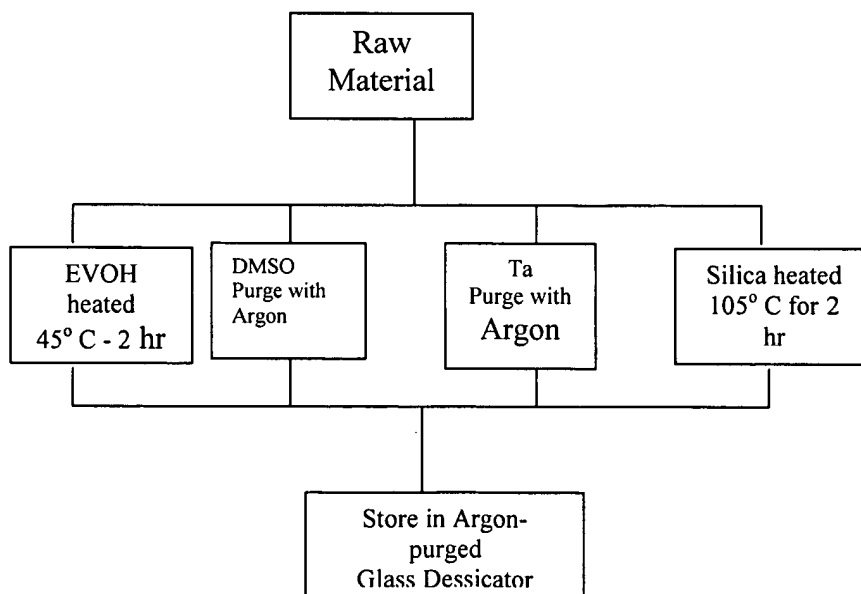 Raw
Material
EVOH
heated
45° C - 2 hr
DMSO
Purge with
Argon
Ta
Purge with
Argon
Silica heated
105° C for 2
hr
Store in Argon-
purged
Glass Dessicator